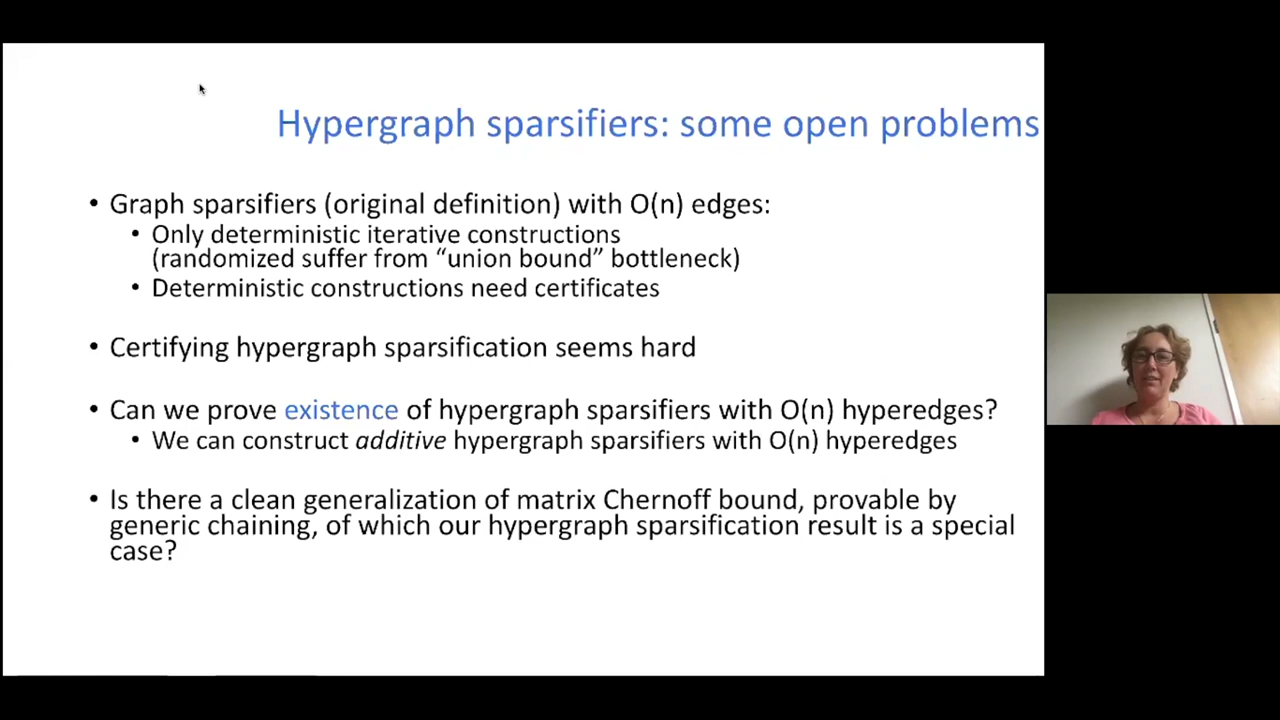 Hypergraph sparsifiers: some open problems
• Graph sparsifiers (original definition) with O(n) edges:
• Only deterministic iterative constructions
(randomized suffer from “union bound” bottleneck)
• Deterministic constructions need certificates
• Certifying hypergraph sparsification seems hard
• Can we prove existence of hypergraph sparsifiers with O(n) hyperedges?
• We can construct additive hypergraph sparsifiers with O(n) hyperedges
• Is there a clean generalization of matrix Chernoff bound, provable by
generic chaining, of which our hypergraph sparsification result is a special
case?